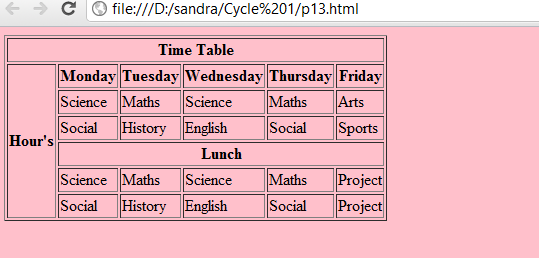 file:///D:/sandra/Cycle%201/p13.html
Time Table
Monday Tuesday Wednesday Thursday Friday
Science Maths Science Maths Arts
Social History English Social Sports
Hour's
Lunch
Science Maths Science Maths Project
Social History English Social Project